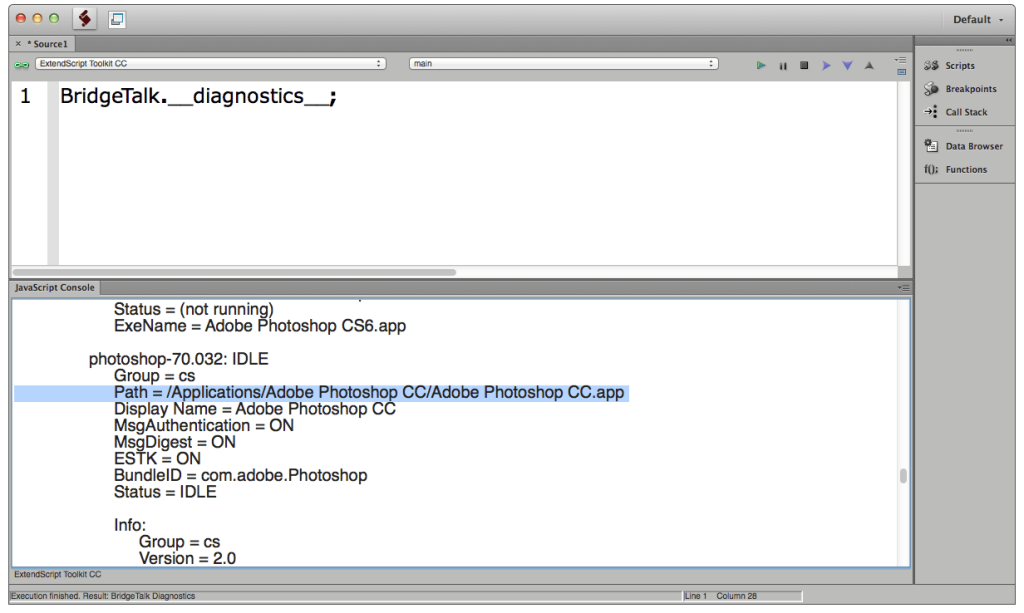 Default
× * Source1
ExtendScript Toolkit CC
main
1 BridgeTalk.__diagnostics__;
Scripts
Breakpoints
Call Stack
Data Browser
f(); Functions
JavaScript Console
Status = (not running)
ExeName = Adobe Photoshop CS6.app
photoshop-70.032: IDLE
Group = cs
Path = /Applications/Adobe Photoshop CC/Adobe Photoshop CC.app
Display Name = Adobe Photoshop CC
MsgAuthentication = ON
MsgDigest = ON
ESTK = ON
BundleID = com.adobe.Photoshop
Status = IDLE
Info:
Group = cs
Version = 2.0
ExtendScript Toolkit CC
Execution finished. Result: BridgeTalk Diagnostics
Line 1 Column 28